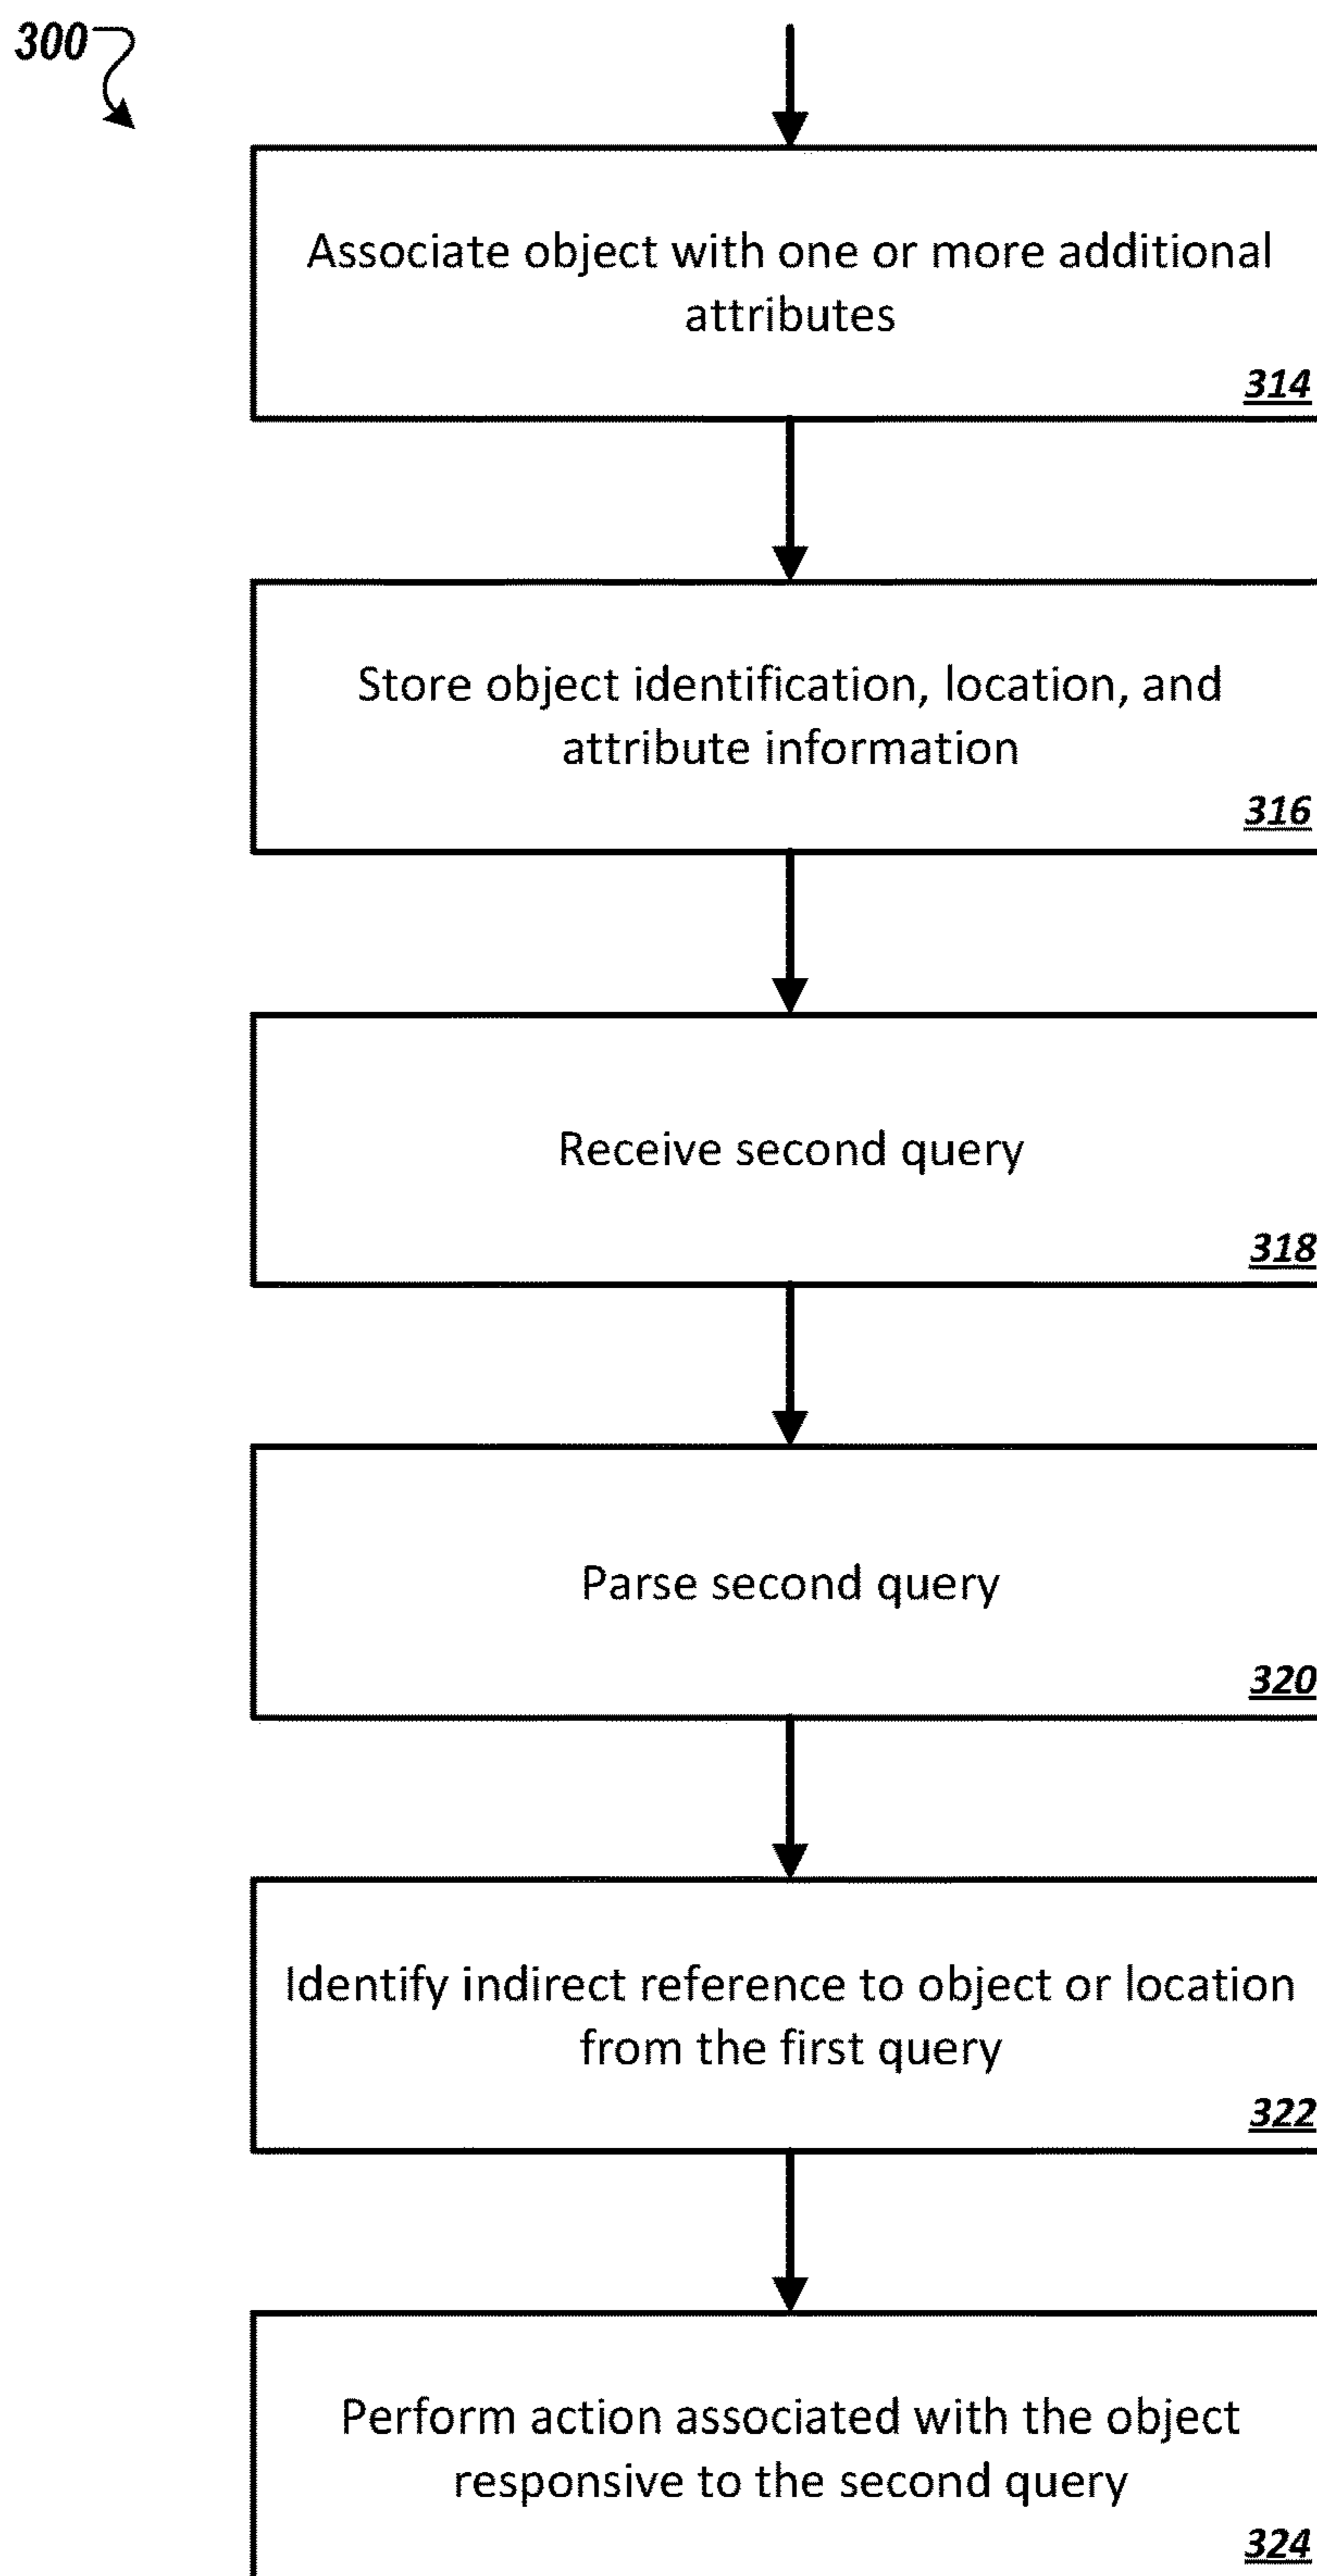 300
Associate object with one or more additional
attributes
314
Store object identification, location, and
attribute information
316
Receive second query
318
Parse second query
320
Identify indirect reference to object or location
from the first query
322
Perform action associated with the object
responsive to the second query
324